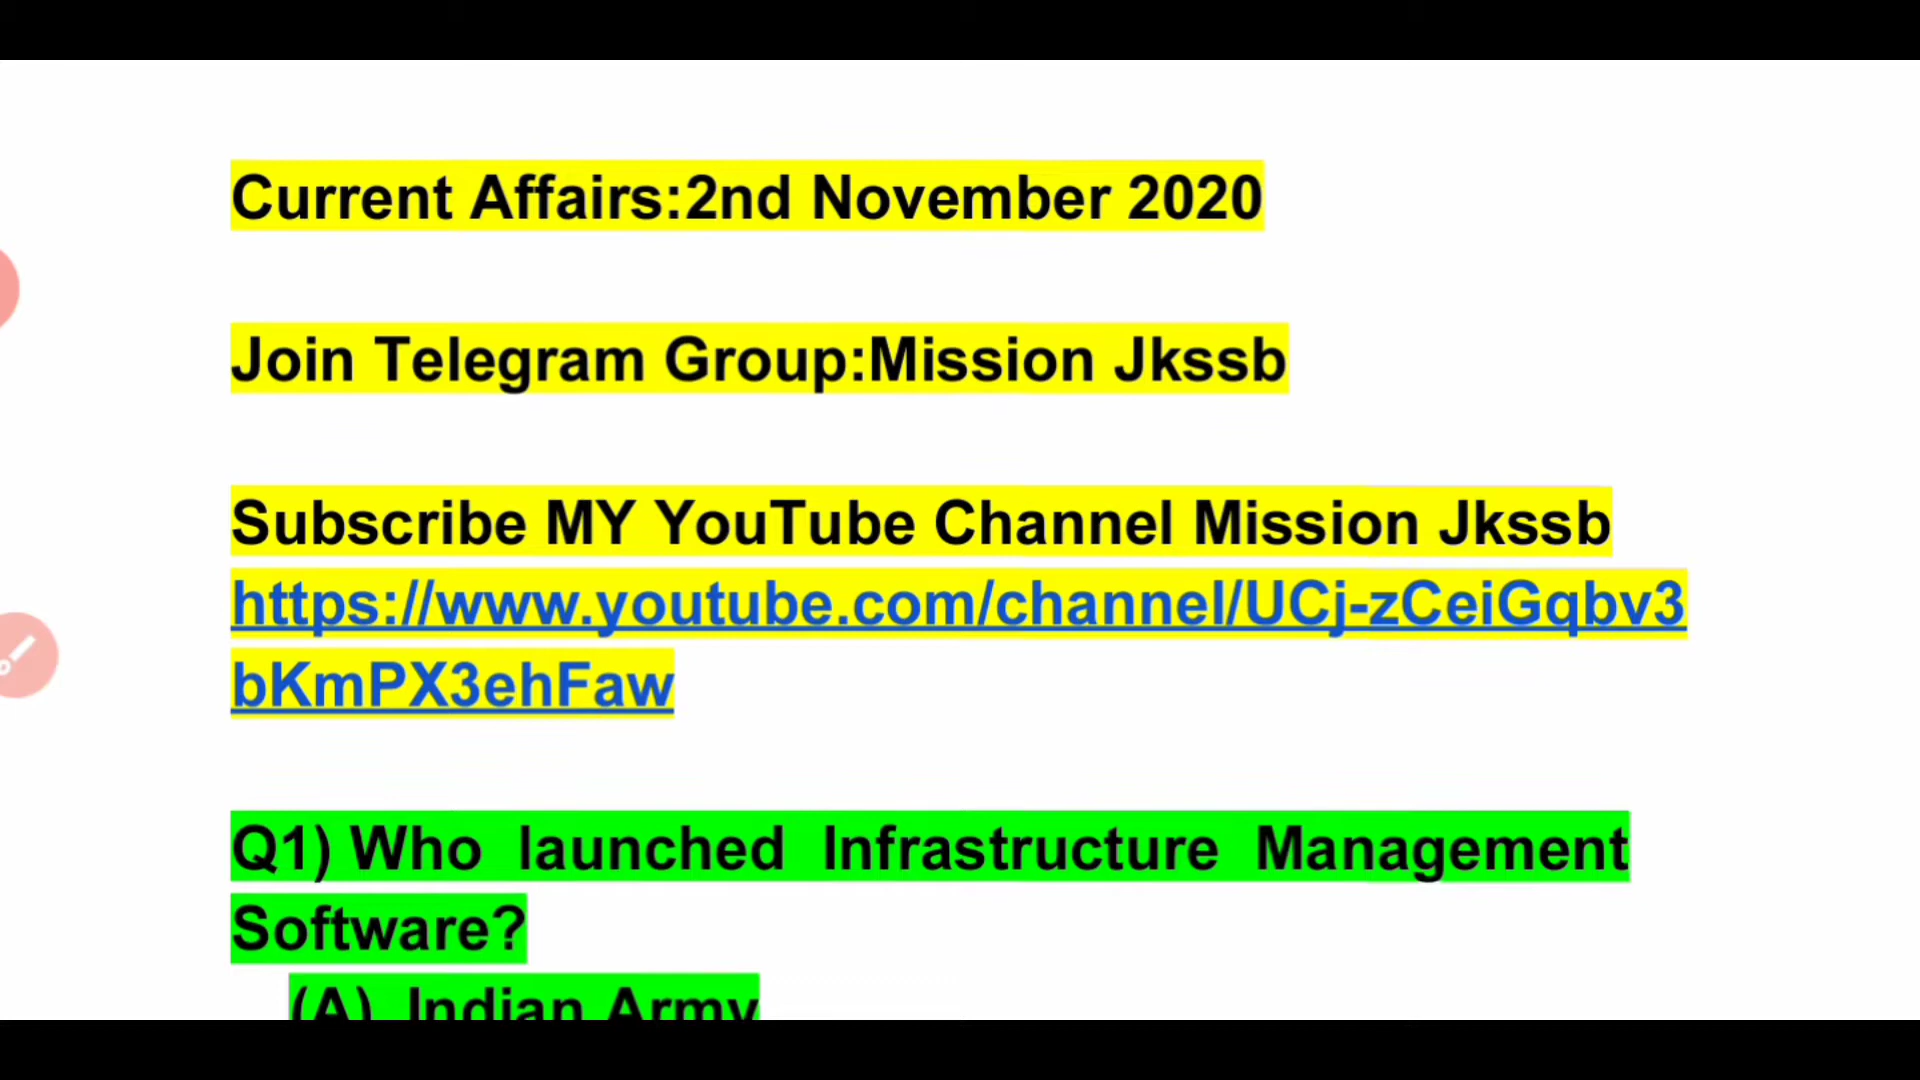 Current Affairs:2nd November 2020
Join Telegram Group:Mission Jkssb
Subscribe MY YouTube Channel Mission Jkssb
https://www.youtube.com/channel/UCj-zCeiGqbv3
bKmPX3ehFaw
Q1) Who launched Infrastructure Management
Software?
(A) Indian Army